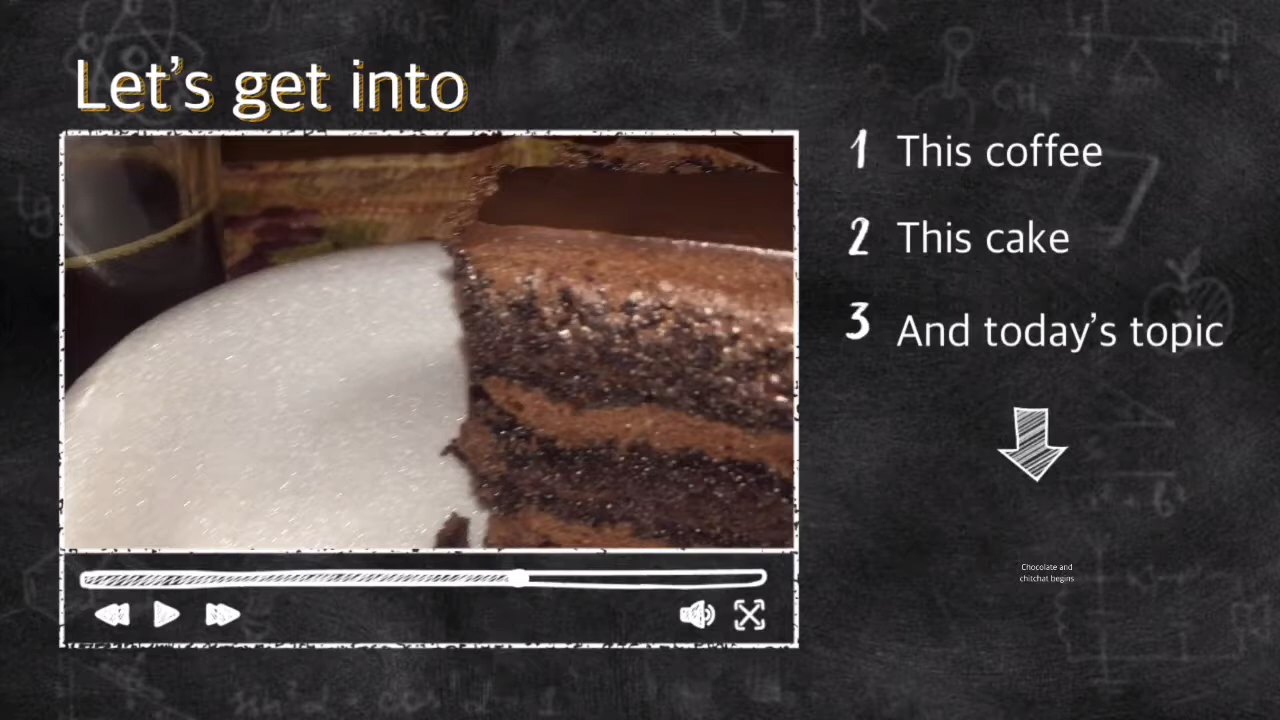 Let's get into
1 This coffee
2 This cake
3 And today's topic
Chocolate and
chitchat begins